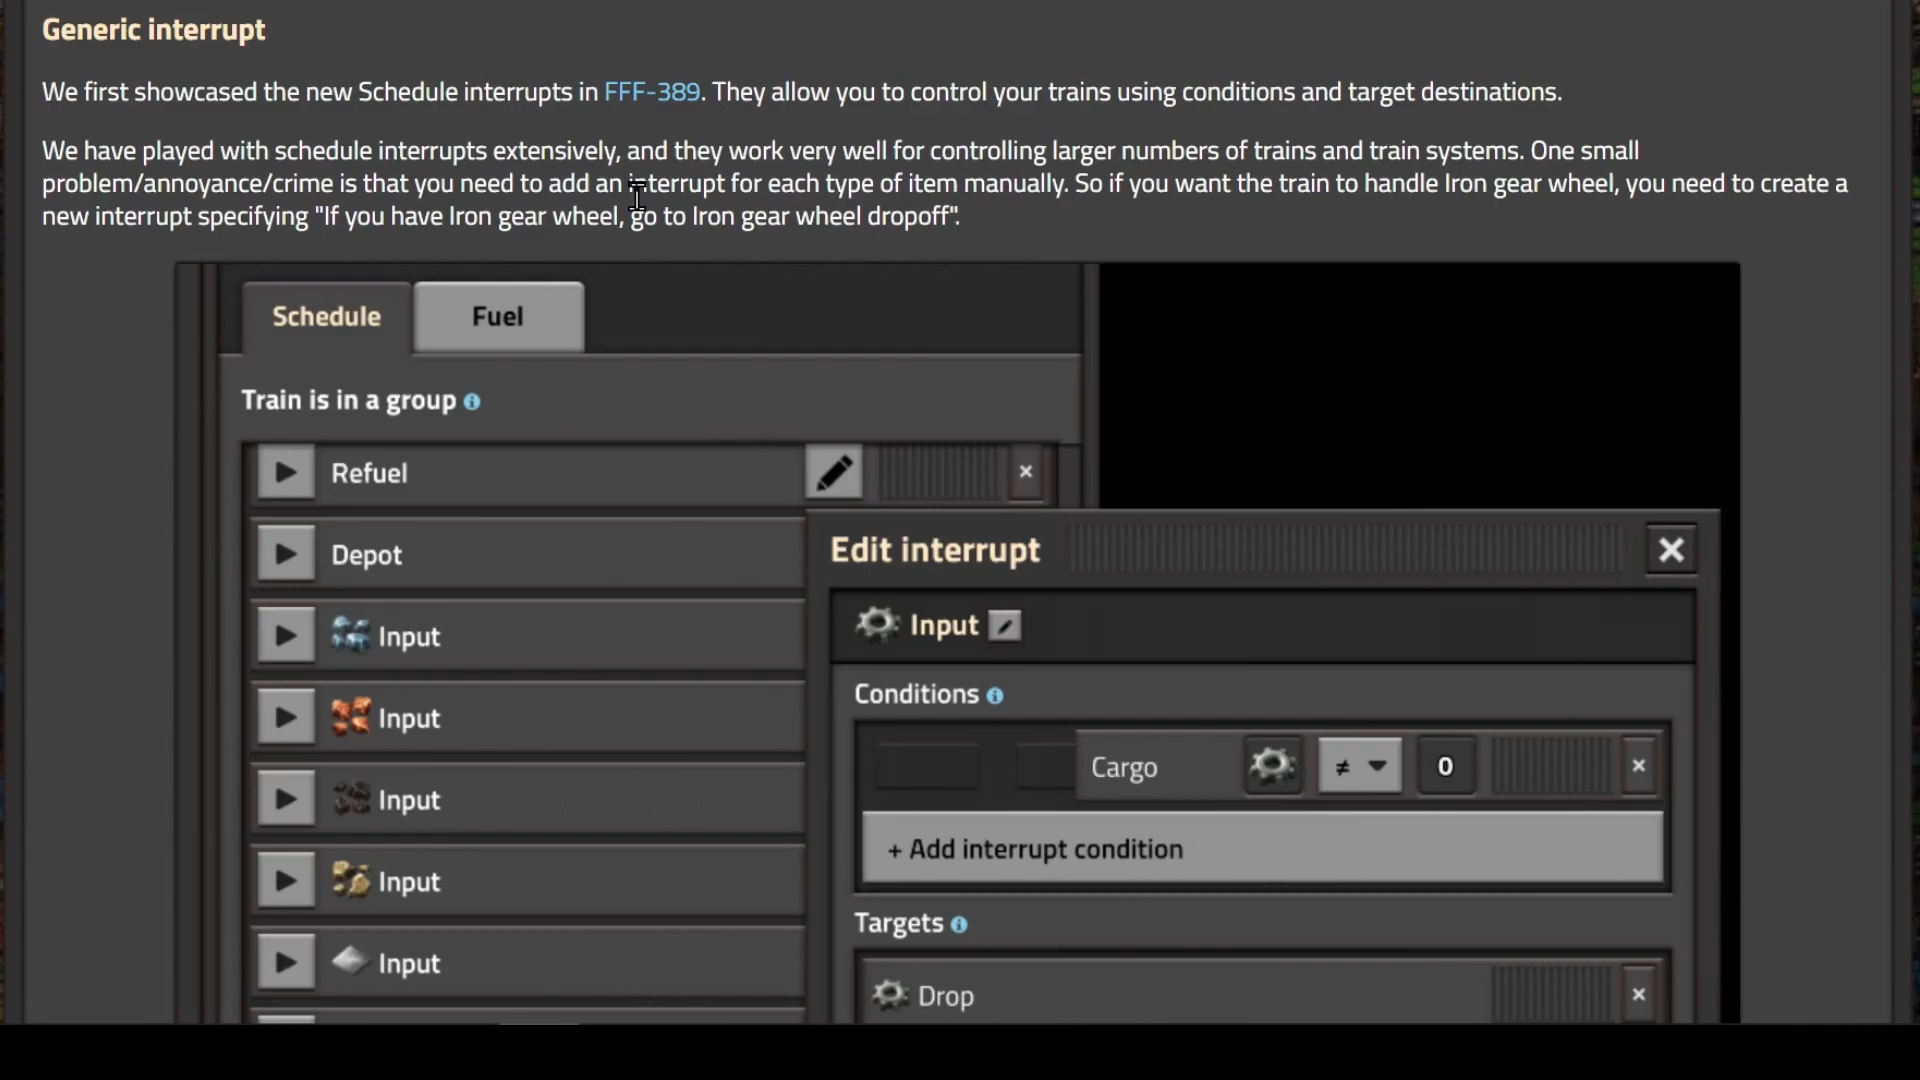 Generic interrupt
We first showcased the new Schedule interrupts in FFF-389. They allow you to control your trains using conditions and target destinations.
We have played with schedule interrupts extensively, and they work very well for controlling larger numbers of trains and train systems. One small
problem/annoyance/crime is that you need to add an interrupt for each type of item manually. So if you want the train to handle Iron gear wheel, you need to create a
new interrupt specifying "If you have Iron gear wheel, go to Iron gear wheel dropoff".
Schedule Fuel
Train is in a group
Refuel
Depot
Edit interrupt
Input
Input
Input
Conditions
Input
Cargo ≠ 0
Input
+ Add interrupt condition
Input
Targets
Input
Drop